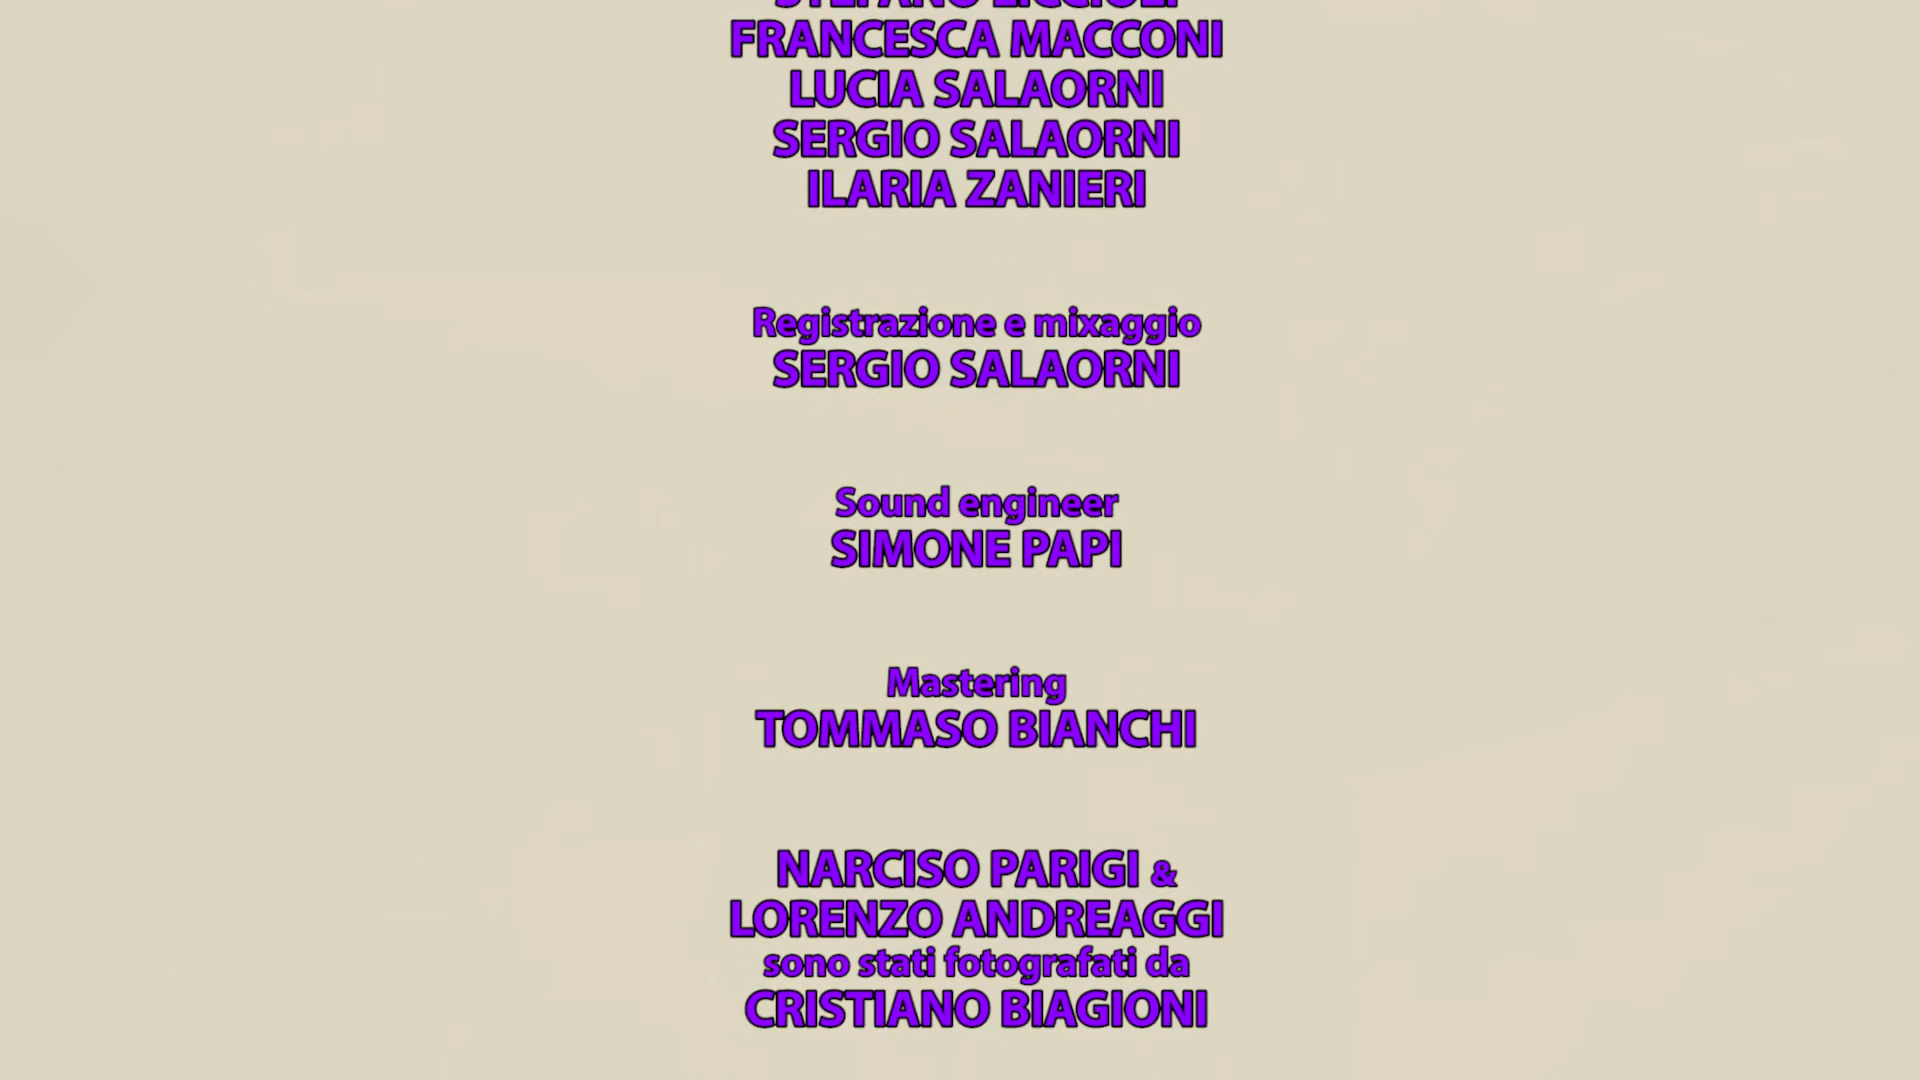 FRANCESCA MACCONI
LUCIA SALAORNI
SERGIO SALAORNI
ILARIA ZANIERI
Registrazione e mixaggio
SERGIO SALAORNI
Sound engineer
SIMONE PAPI
Mastering
TOMMASO BIANCHI
NARCISO PARIGI &
LORENZO ANDREAGGI
sono stati fotografati da
CRISTIANO BIAGIONI